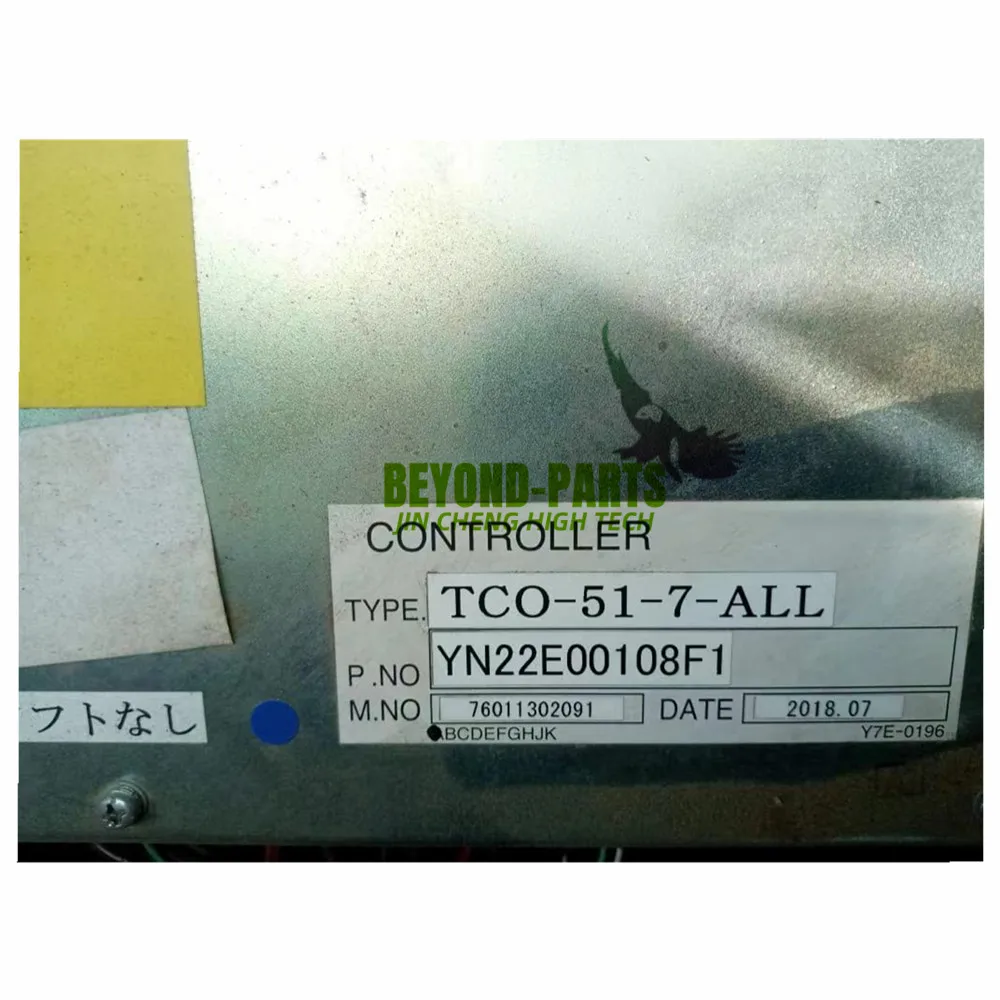 BEYOND-PARTS
JIN CHENG HIGH TECH
CONTROLLER
TYPE. TCO-51-7-ALL
P.NO YN22E00108F1
M.NO 76011302091 DATE 2018.07
BCDEFGHJK Y7E-0196
フトなし